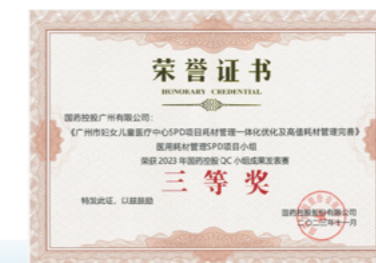 荣誉证书
HONORARY CREDENTIAL
国药控股广州有限公司:
《广州市妇女儿童医疗中心SPD项目耗材管理一体化优化及高值耗材管理完善》
医用耗材管理SPD项目小组
荣获2023年国药控股QC小组成果发表赛
三等奖
特发此证,以兹鼓励
国药控股股份有限公司
二〇二三年十一月